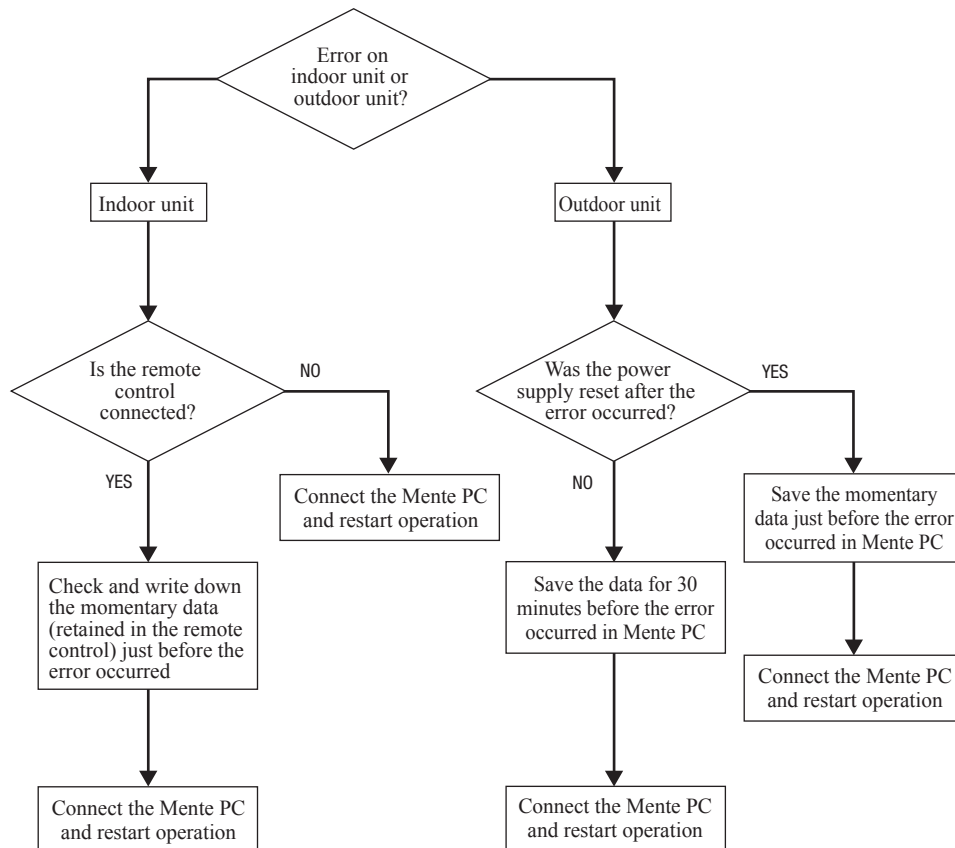 Error on
indoor unit or
outdoor unit?
Indoor unit
Outdoor unit
Is the remote
control
connected?
NO
YES
Was the power
supply reset after the
error occurred?
YES
NO
Connect the Mente PC
and restart operation
Save the momentary
data just before the error
occurred in Mente PC
Check and write down
the momentary data
(retained in the remote
control) just before the
error occurred
Save the data for 30
minutes before the error
occurred in Mente PC
Connect the Mente PC
and restart operation
Connect the Mente PC
and restart operation
Connect the Mente PC
and restart operation